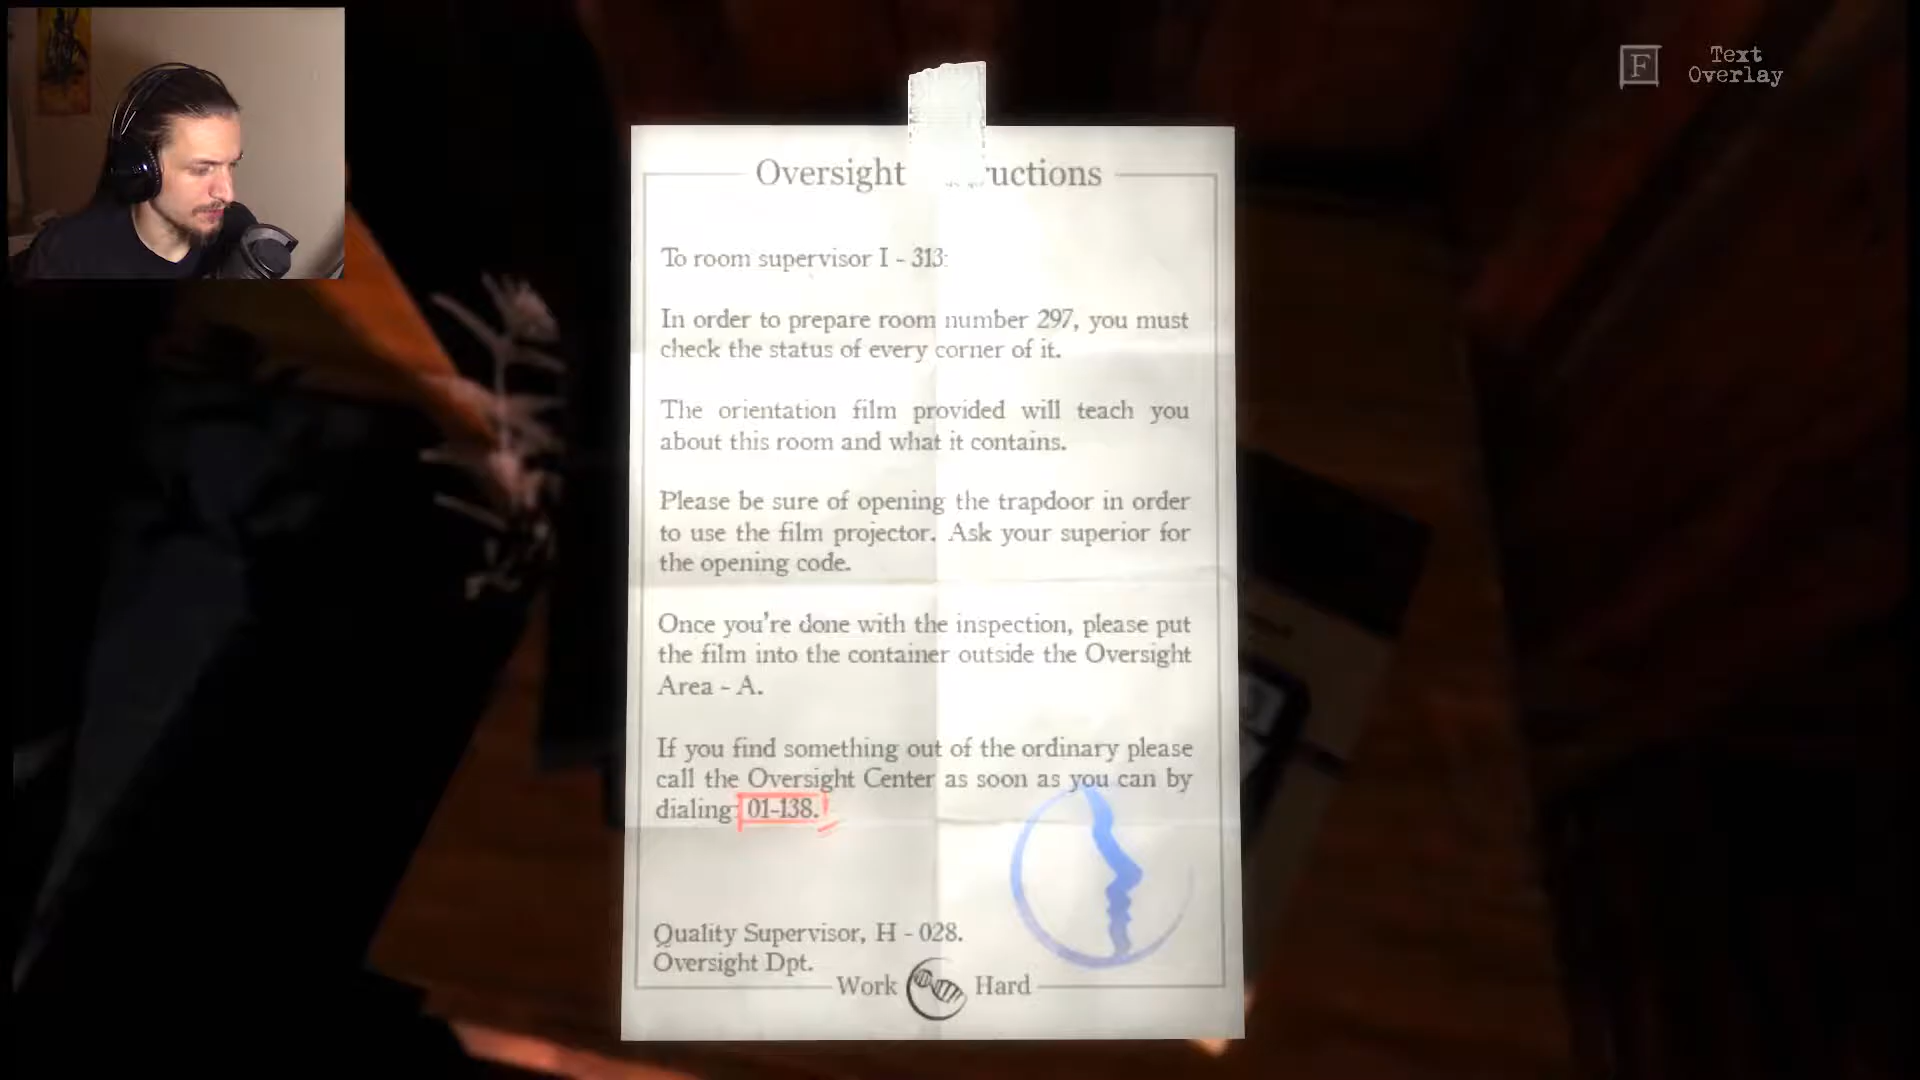 F Text
Overlay
Oversight ...uctions
To room supervisor I - 313:
In order to prepare room number 297, you must
check the status of every corner of it.
The orientation film provided will teach you
about this room and what it contains.
Please be sure of opening the trapdoor in order
to use the film projector. Ask your superior for
the opening code.
Once you're done with the inspection, please put
the film into the container outside the Oversight
Area - A.
If you find something out of the ordinary please
call the Oversight Center as soon as you can by
dialing 01-138.
Quality Supervisor, H - 028.
Oversight Dpt.
Work Hard